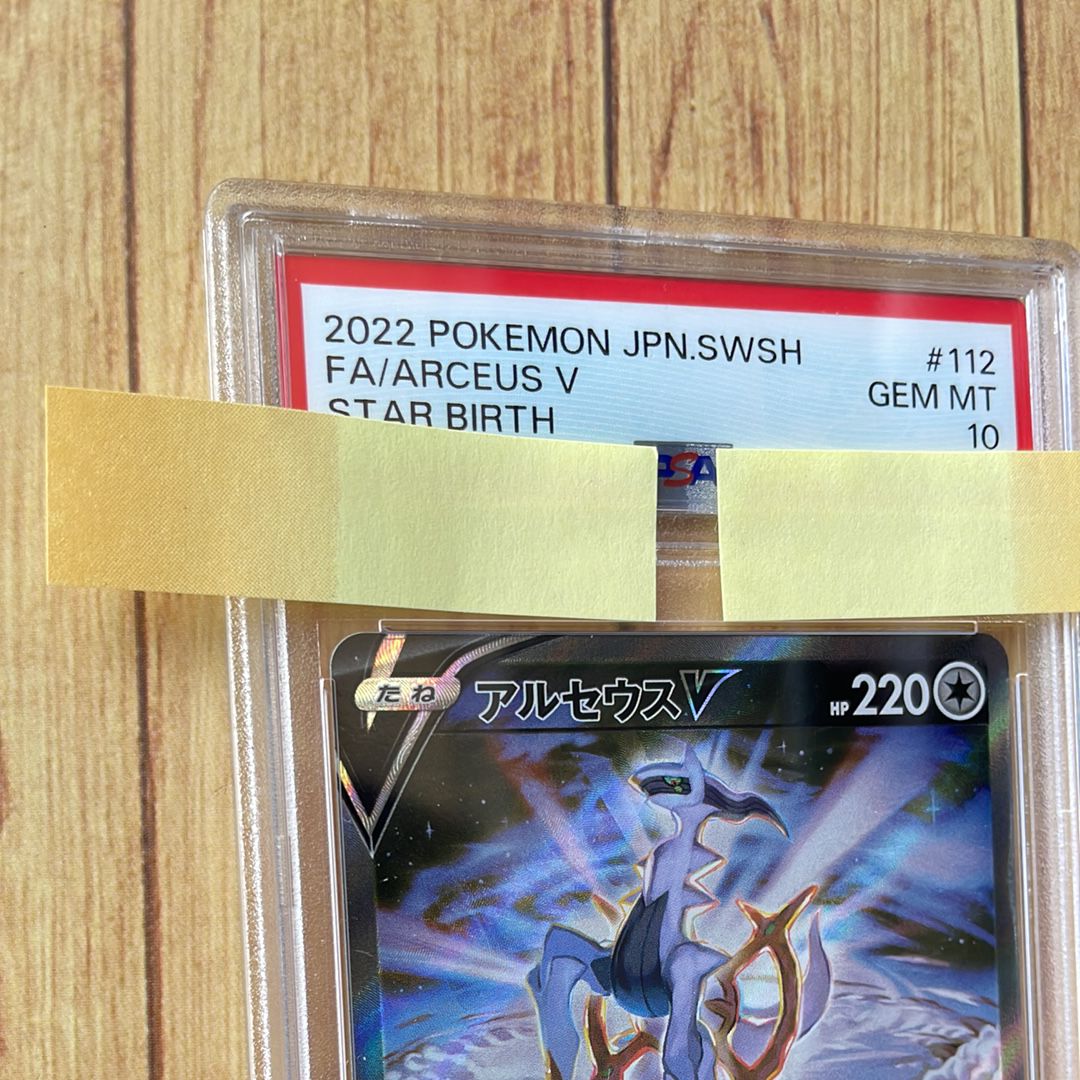 2022 POKEMON JPN.SWSH
#112
FA/ARCEUS V
GEM MT
STAR BIRTH
10
PSA
たね
アルセウスV
HP 220